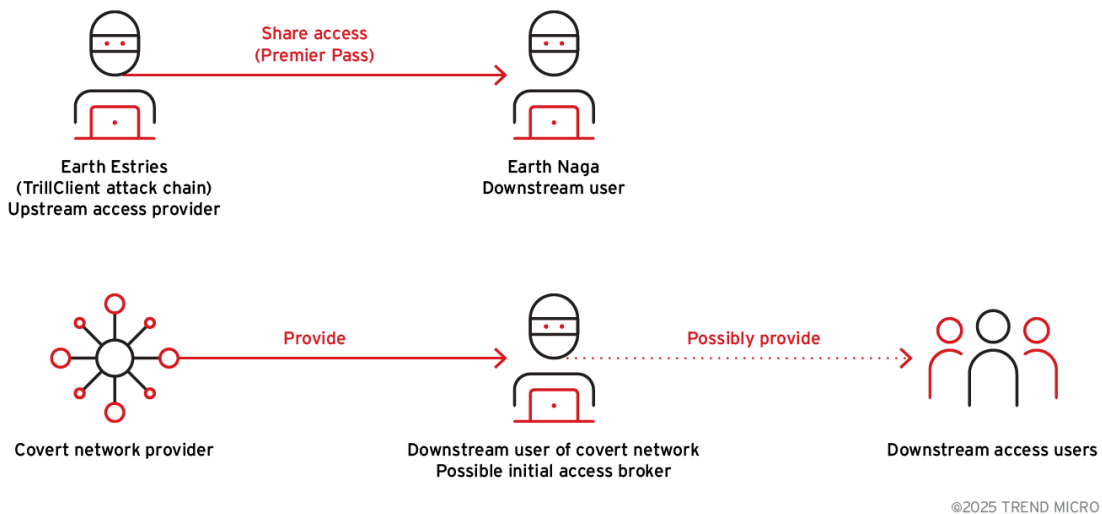 Share access
(Premier Pass)
Earth Estries
(TrillClient attack chain)
Upstream access provider
Earth Naga
Downstream user
Provide
Possibly provide
Covert network provider
Downstream user of covert network
Possible initial access broker
Downstream access users
©2025 TREND MICRO